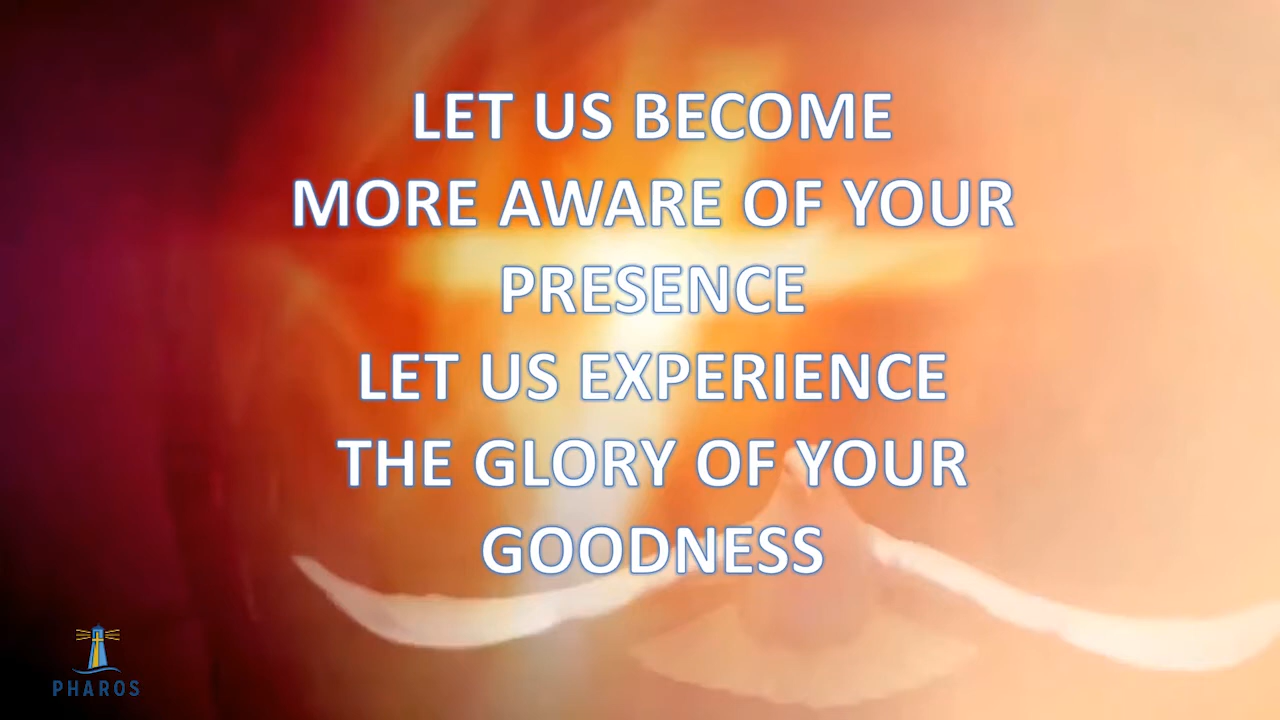 LET US BECOME
MORE AWARE OF YOUR
PRESENCE
LET US EXPERIENCE
THE GLORY OF YOUR
GOODNESS
PHAROS